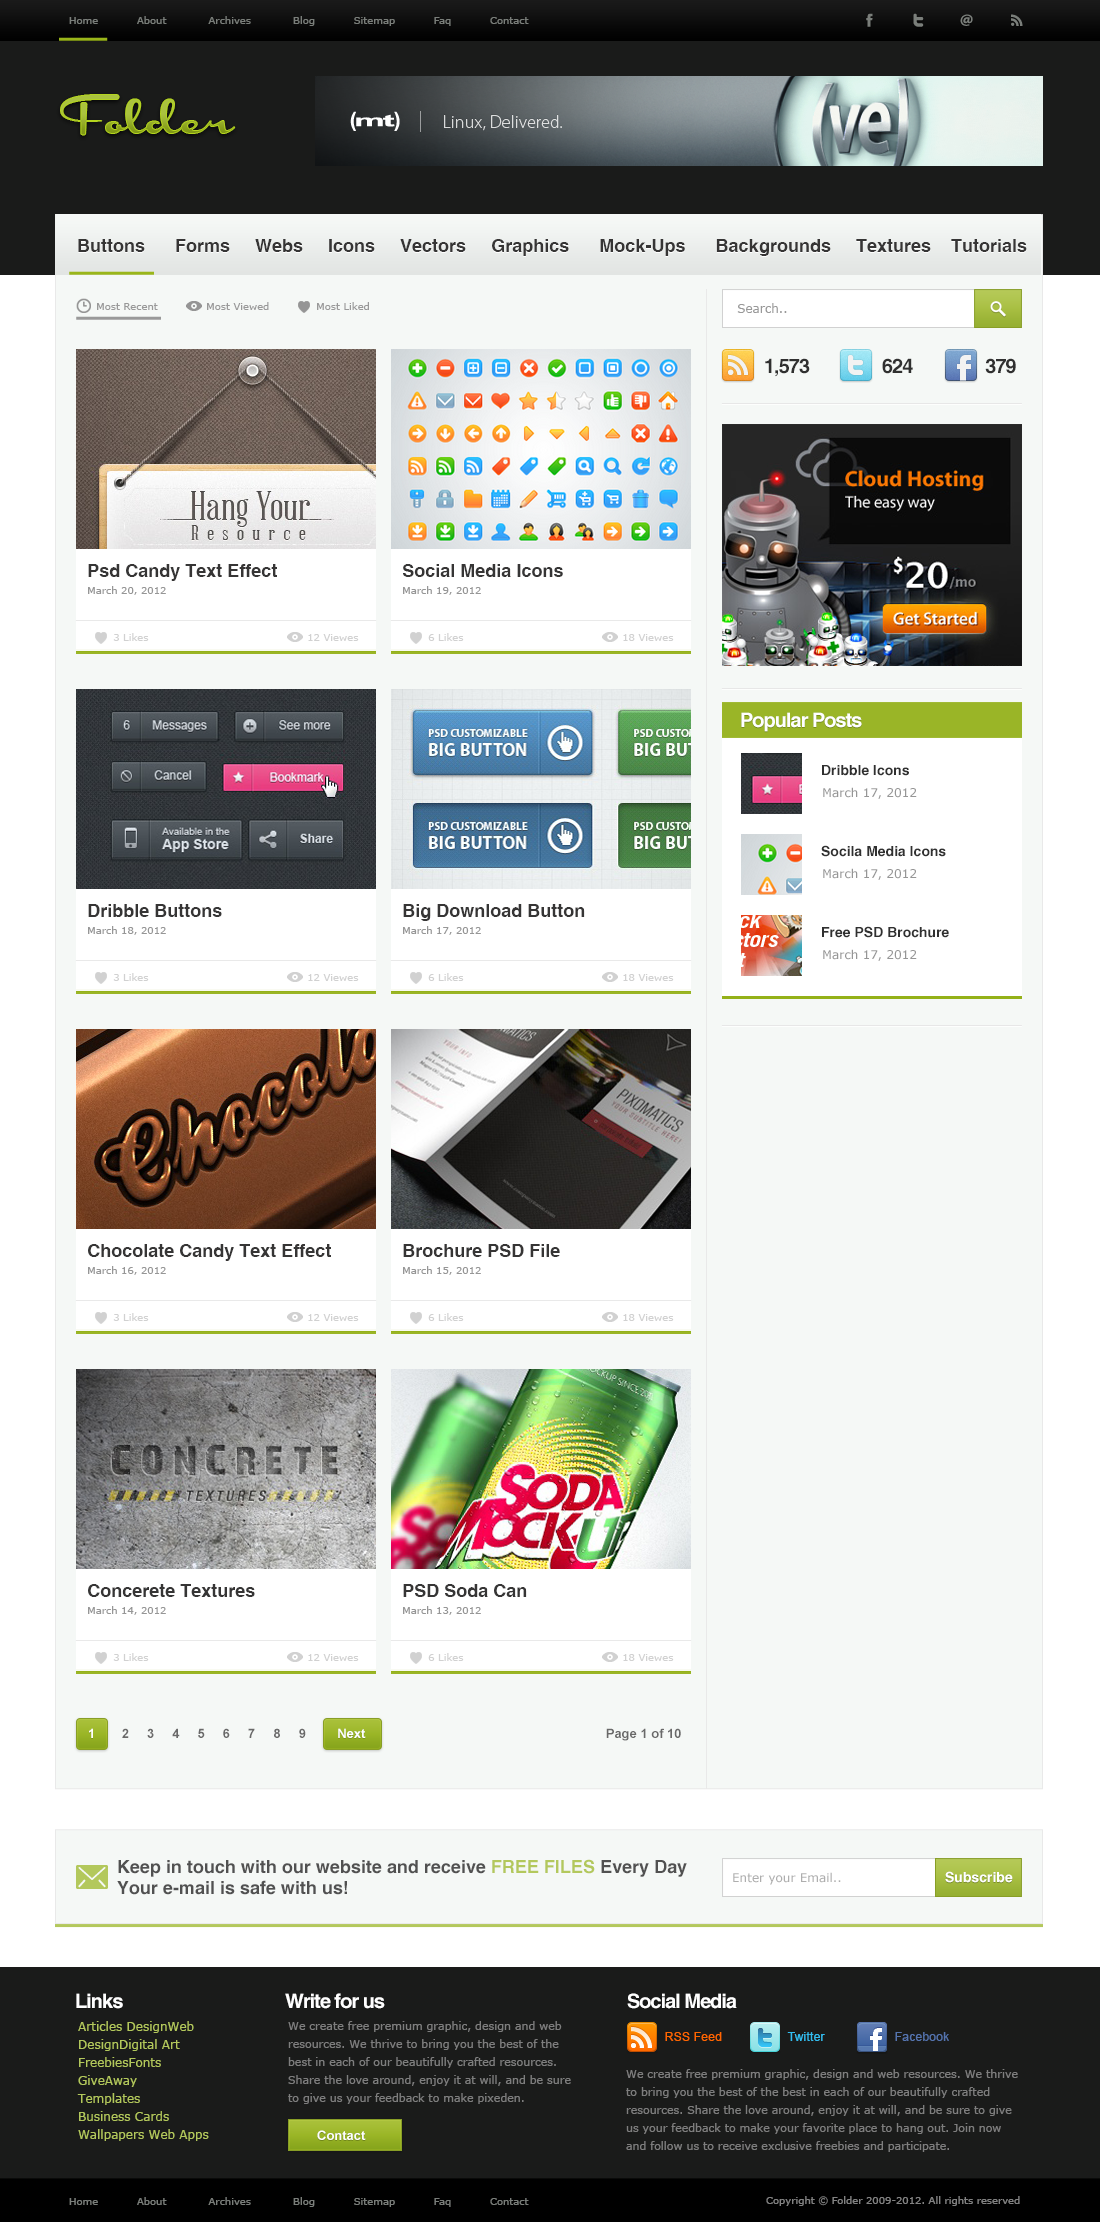 Home About Archives Blog Sitemap Faq Contact
Folder
(mt) Linux, Delivered. (ve)
Buttons Forms Webs Icons Vectors Graphics Mock-Ups Backgrounds Textures Tutorials
Most Recent Most Viewed Most Liked
Search..
1,573 624 379
Hang Your
Resource
Psd Candy Text Effect
March 20, 2012
3 Likes 12 Viewes
Social Media Icons
March 19, 2012
6 Likes 18 Viewes
Cloud Hosting
The easy way
$20/mo
Get Started
6 Messages See more
Cancel Bookmark
Available in the
App Store Share
Dribble Buttons
March 18, 2012
3 Likes 12 Viewes
PSD CUSTOMIZABLE
BIG BUTTON
PSD CUS
BIG BUT
PSD CUSTOMIZABLE
BIG BUTTON
PSD CUS
BIG BUT
Big Download Button
March 17, 2012
6 Likes 18 Viewes
Popular Posts
Dribble Icons
March 17, 2012
Socila Media Icons
March 17, 2012
Free PSD Brochure
March 17, 2012
Chocola
Chocolate Candy Text Effect
March 16, 2012
3 Likes 12 Viewes
YOUR INFO
PIXOMATICS
YOUR SUBTITLE HERE!
Brochure PSD File
March 15, 2012
6 Likes 18 Viewes
CONCRETE
TEXTURES
Concerete Textures
March 14, 2012
3 Likes 12 Viewes
SODA
MOCKU
PSD Soda Can
March 13, 2012
6 Likes 18 Viewes
1 2 3 4 5 6 7 8 9 Next Page 1 of 10
Keep in touch with our website and receive FREE FILES Every Day
Your e-mail is safe with us!
Enter your Email.. Subscribe
Links
Articles DesignWeb
DesignDigital Art
FreebiesFonts
GiveAway
Templates
Business Cards
Wallpapers Web Apps
Write for us
We create free premium graphic, design and web
resources. We thrive to bring you the best of the
best in each of our beautifully crafted resources.
Share the love around, enjoy it at will, and be sure
to give us your feedback to make pixeden.
Contact
Social Media
RSS Feed Twitter Facebook
We create free premium graphic, design and web resources. We thrive
to bring you the best of the best in each of our beautifully crafted
resources. Share the love around, enjoy it at will, and be sure to give
us your feedback to make your favorite place to hang out. Join now
and follow us to receive exclusive freebies and participate.
Home About Archives Blog Sitemap Faq Contact
Copyright © Folder 2009-2012. All rights reserved